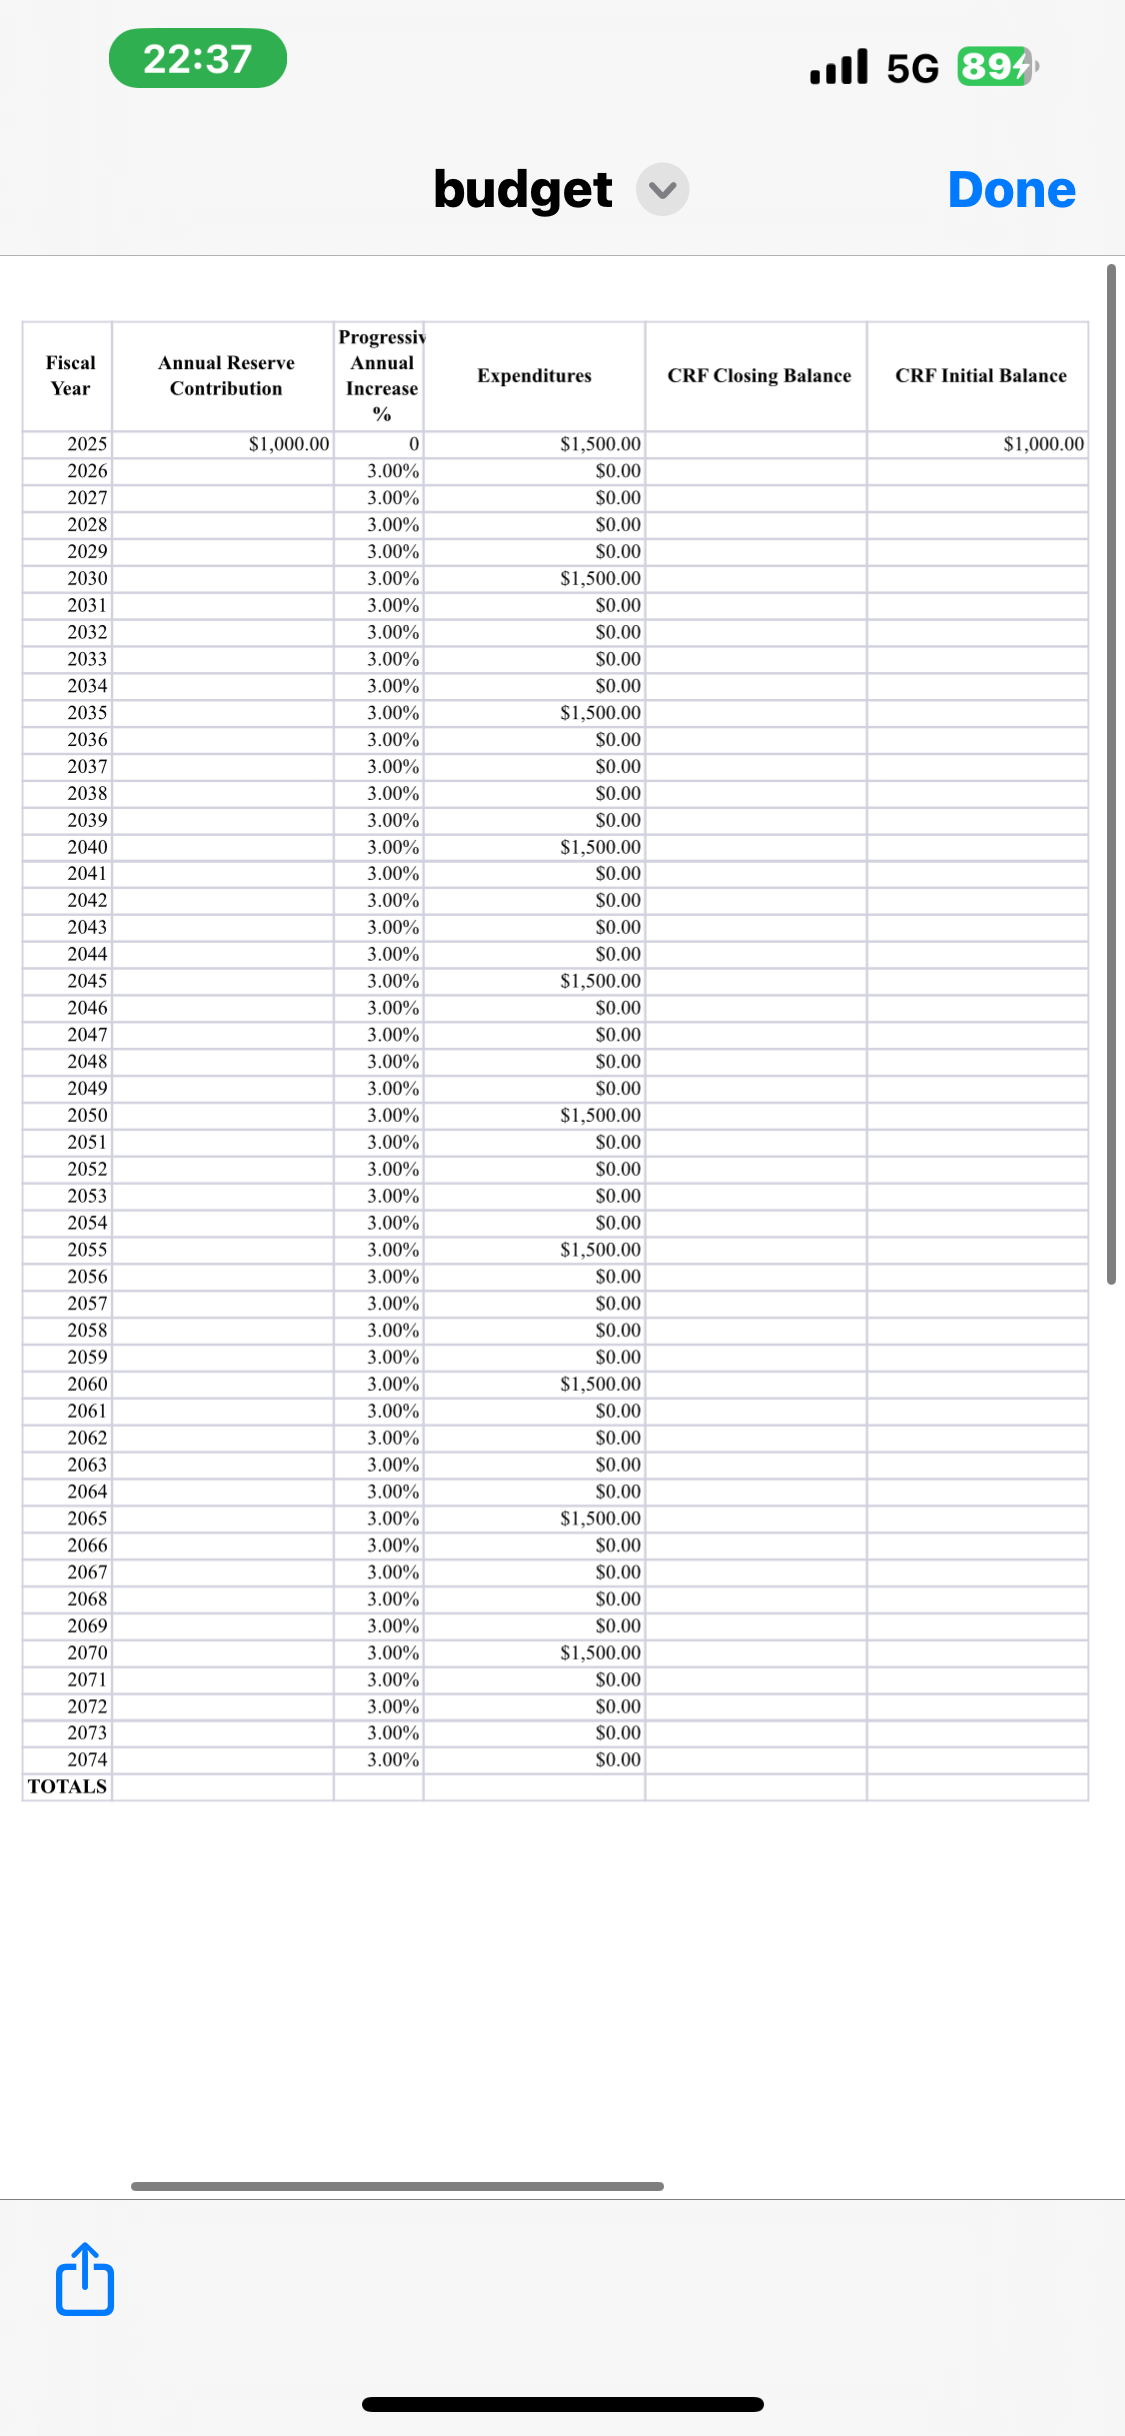 22:37
5G 89
budget
Done
Fiscal Year Annual Reserve Contribution Progressiv Annual Increase % Expenditures CRF Closing Balance CRF Initial Balance
2025 $1,000.00 0 $1,500.00 $1,000.00
2026 3.00% $0.00
2027 3.00% $0.00
2028 3.00% $0.00
2029 3.00% $0.00
2030 3.00% $1,500.00
2031 3.00% $0.00
2032 3.00% $0.00
2033 3.00% $0.00
2034 3.00% $0.00
2035 3.00% $1,500.00
2036 3.00% $0.00
2037 3.00% $0.00
2038 3.00% $0.00
2039 3.00% $0.00
2040 3.00% $1,500.00
2041 3.00% $0.00
2042 3.00% $0.00
2043 3.00% $0.00
2044 3.00% $0.00
2045 3.00% $1,500.00
2046 3.00% $0.00
2047 3.00% $0.00
2048 3.00% $0.00
2049 3.00% $0.00
2050 3.00% $1,500.00
2051 3.00% $0.00
2052 3.00% $0.00
2053 3.00% $0.00
2054 3.00% $0.00
2055 3.00% $1,500.00
2056 3.00% $0.00
2057 3.00% $0.00
2058 3.00% $0.00
2059 3.00% $0.00
2060 3.00% $1,500.00
2061 3.00% $0.00
2062 3.00% $0.00
2063 3.00% $0.00
2064 3.00% $0.00
2065 3.00% $1,500.00
2066 3.00% $0.00
2067 3.00% $0.00
2068 3.00% $0.00
2069 3.00% $0.00
2070 3.00% $1,500.00
2071 3.00% $0.00
2072 3.00% $0.00
2073 3.00% $0.00
2074 3.00% $0.00
TOTALS